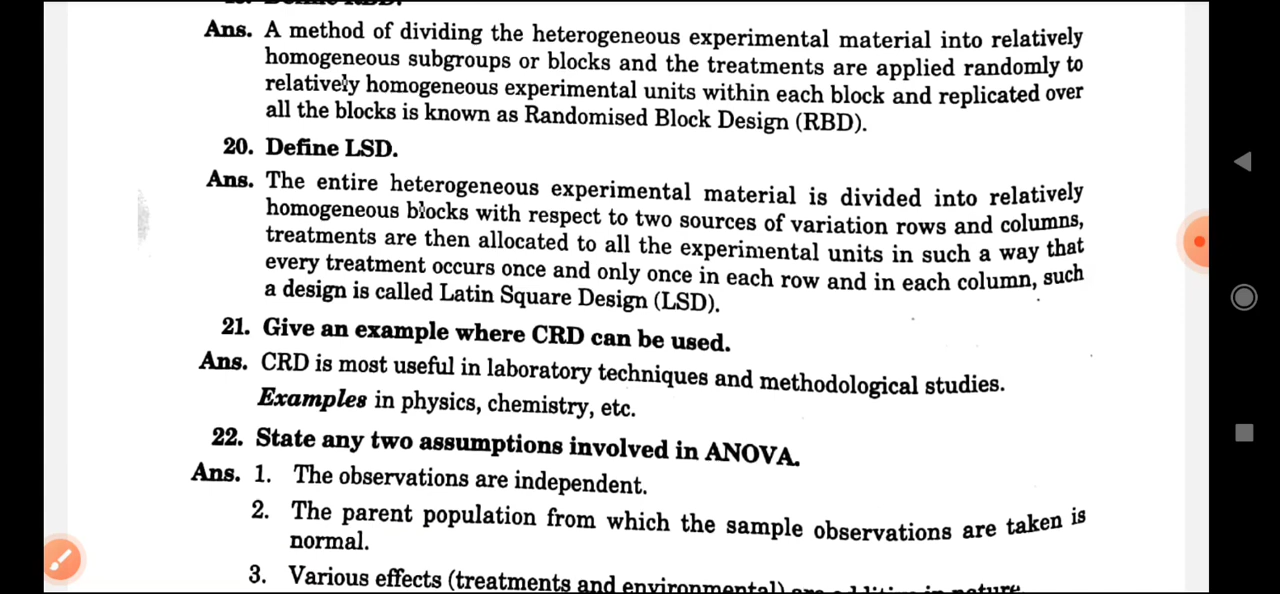 Ans. A method of dividing the heterogeneous experimental material into relatively
homogeneous subgroups or blocks and the treatments are applied randomly to
relatively homogeneous experimental units within each block and replicated over
all the blocks is known as Randomised Block Design (RBD).
20. Define LSD.
Ans. The entire heterogeneous experimental material is divided into relatively
homogeneous blocks with respect to two sources of variation rows and columns,
treatments are then allocated to all the experimental units in such a way that
every treatment occurs once and only once in each row and in each column, such
a design is called Latin Square Design (LSD).
21. Give an example where CRD can be used.
Ans. CRD is most useful in laboratory techniques and methodological studies.
Examples in physics, chemistry, etc.
22. State any two assumptions involved in ANOVA.
Ans. 1. The observations are independent.
2. The parent population from which the sample observations are taken is
normal.
3. Various effects (treatments and environmental) are additive in nature